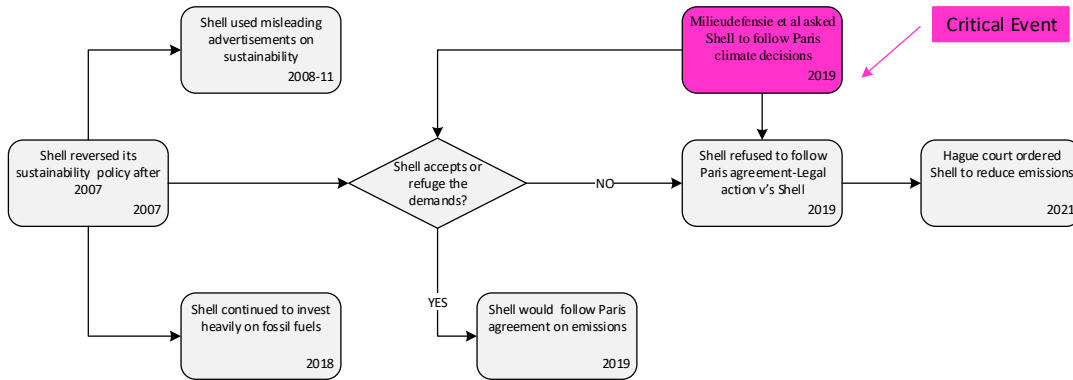 Shell used misleading
advertisements on
sustainability
2008-11
Milieudefensie et al asked
Shell to follow Paris
climate decisions
2019
Critical Event
Shell reversed its
sustainability policy after
2007
2007
Shell accepts or
refuge the
demands?
NO
Shell refused to follow
Paris agreement-Legal
action v's Shell
2019
Hague court ordered
Shell to reduce emissions
2021
YES
Shell continued to invest
heavily on fossil fuels
2018
Shell would follow Paris
agreement on emissions
2019